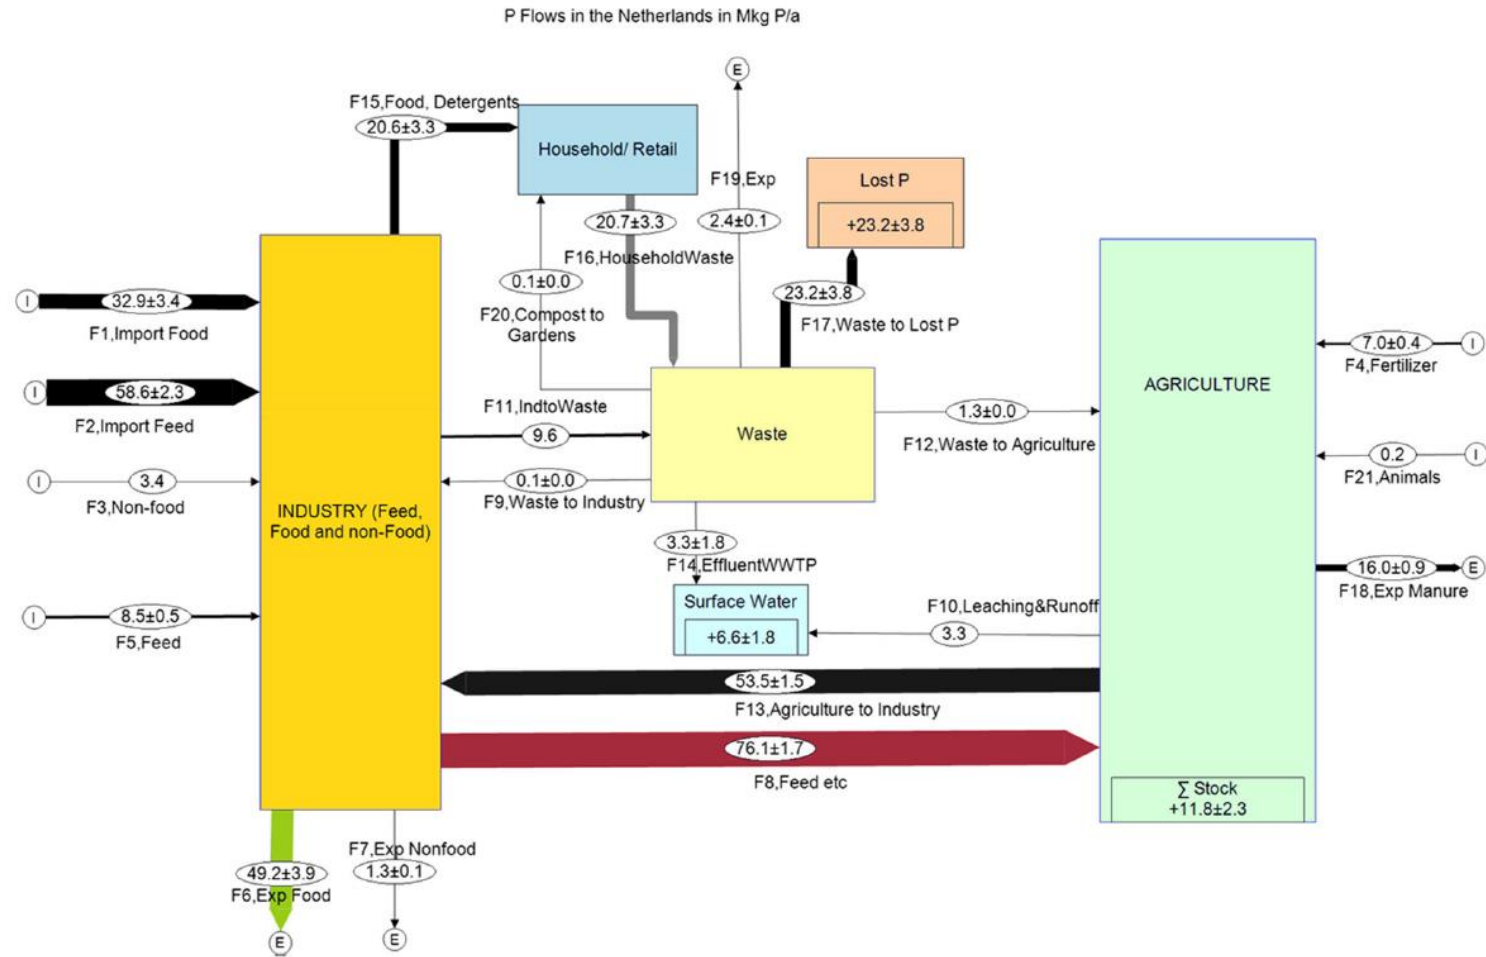 P Flows in the Netherlands in Mkg P/a
E
F15,Food, Detergents
20.6±3.3
Household/ Retail
F19,Exp
2.4±0.1
Lost P
+23.2±3.8
20.7±3.3
F16,HouseholdWaste
0.1±0.0
F20,Compost to
Gardens
23.2±3.8
F17,Waste to Lost P
I
32.9±3.4
F1,Import Food
I
58.6±2.3
F2,Import Feed
I
3.4
F3,Non-food
I
8.5±0.5
F5,Feed
INDUSTRY (Feed,
Food and non-Food)
F11,IndtoWaste
9.6
0.1±0.0
F9,Waste to Industry
Waste
1.3±0.0
F12,Waste to Agriculture
3.3±1.8
F14,EffluentWWTP
Surface Water
+6.6±1.8
F10,Leaching&Runoff
3.3
AGRICULTURE
7.0±0.4
I
F4,Fertilizer
0.2
I
F21,Animals
16.0±0.9
E
F18,Exp Manure
53.5±1.5
F13,Agriculture to Industry
76.1±1.7
F8,Feed etc
∑ Stock
+11.8±2.3
49.2±3.9
F6,Exp Food
E
F7,Exp Nonfood
1.3±0.1
E